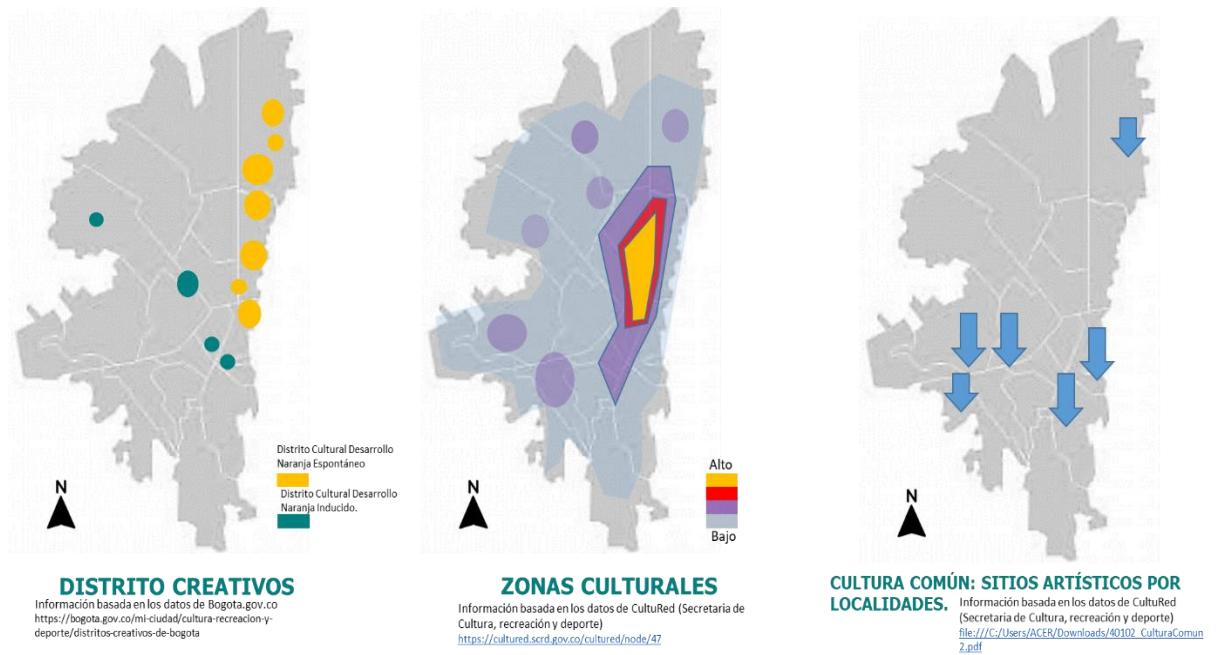 Distrito Cultural Desarrollo
Naranja Espontáneo
Distrito Cultural Desarrollo
Naranja Inducido.
N
DISTRITO CREATIVOS
Información basada en los datos de Bogota.gov.co
https://bogota.gov.co/mi-ciudad/cultura-recreacion-y-
deporte/distritos-creativos-de-bogota
Alto
Bajo
N
ZONAS CULTURALES
Información basada en los datos de CultuRed (Secretaria de
Cultura, recreación y deporte)
https://cultured.scrd.gov.co/cultured/node/47
N
CULTURA COMÚN: SITIOS ARTÍSTICOS POR
LOCALIDADES.
Información basada en los datos de CultuRed
(Secretaria de Cultura, recreación y deporte)
file:///C:/Users/ACER/Downloads/40102_CulturaComun
2.pdf